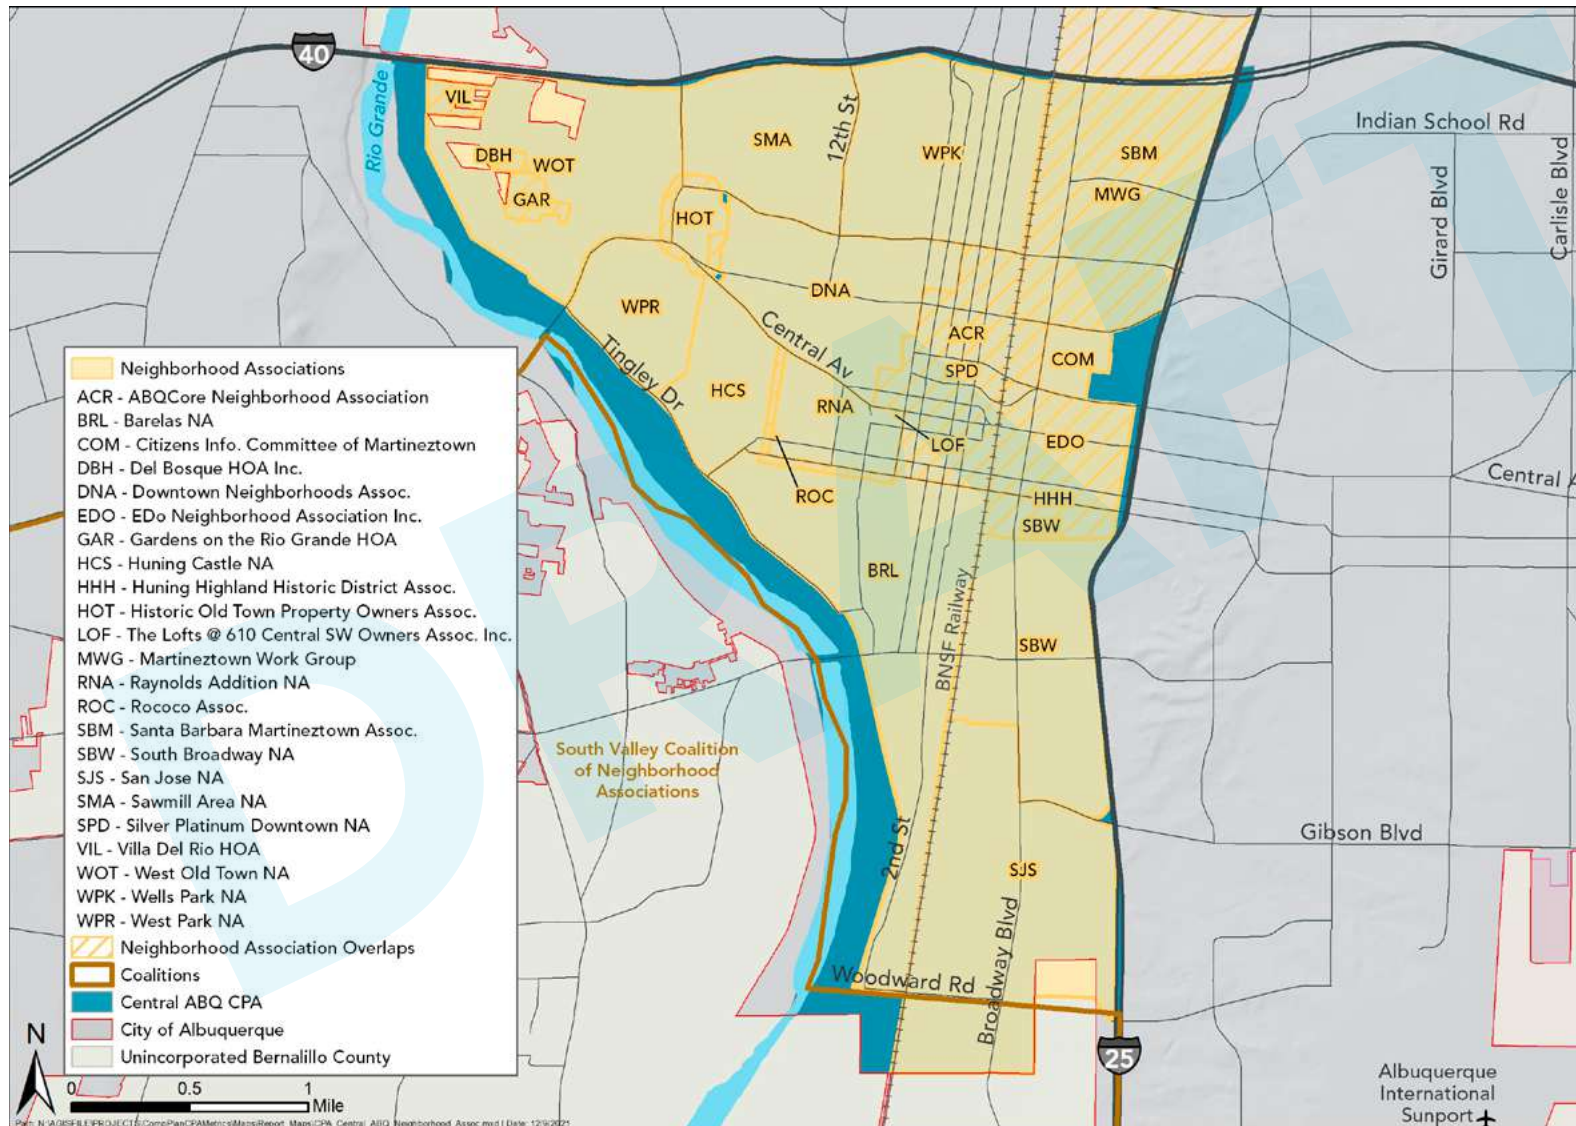 40
Rio Grande
VIL
DBH
WOT
GAR
SMA
12th St
WPK
SBM
MWG
Indian School Rd
Girard Blvd
Carlisle Blvd
HOT
WPR
DNA
Central Av
ACR
SPD
COM
Tingley Dr
HCS
RNA
LOF
EDO
Central A
ROC
HHH
SBW
BRL
BNSF Railway
SBW
South Valley Coalition
of Neighborhood
Associations
2nd St
SJS
Gibson Blvd
Broadway Blvd
Woodward Rd
25
Albuquerque
International
Sunport
DRAFT
Neighborhood Associations
ACR - ABQCore Neighborhood Association
BRL - Barelas NA
COM - Citizens Info. Committee of Martineztown
DBH - Del Bosque HOA Inc.
DNA - Downtown Neighborhoods Assoc.
EDO - EDo Neighborhood Association Inc.
GAR - Gardens on the Rio Grande HOA
HCS - Huning Castle NA
HHH - Huning Highland Historic District Assoc.
HOT - Historic Old Town Property Owners Assoc.
LOF - The Lofts @ 610 Central SW Owners Assoc. Inc.
MWG - Martineztown Work Group
RNA - Raynolds Addition NA
ROC - Rococo Assoc.
SBM - Santa Barbara Martineztown Assoc.
SBW - South Broadway NA
SJS - San Jose NA
SMA - Sawmill Area NA
SPD - Silver Platinum Downtown NA
VIL - Villa Del Rio HOA
WOT - West Old Town NA
WPK - Wells Park NA
WPR - West Park NA
Neighborhood Association Overlaps
Coalitions
Central ABQ CPA
City of Albuquerque
Unincorporated Bernalillo County
N
0 0.5 1
Mile